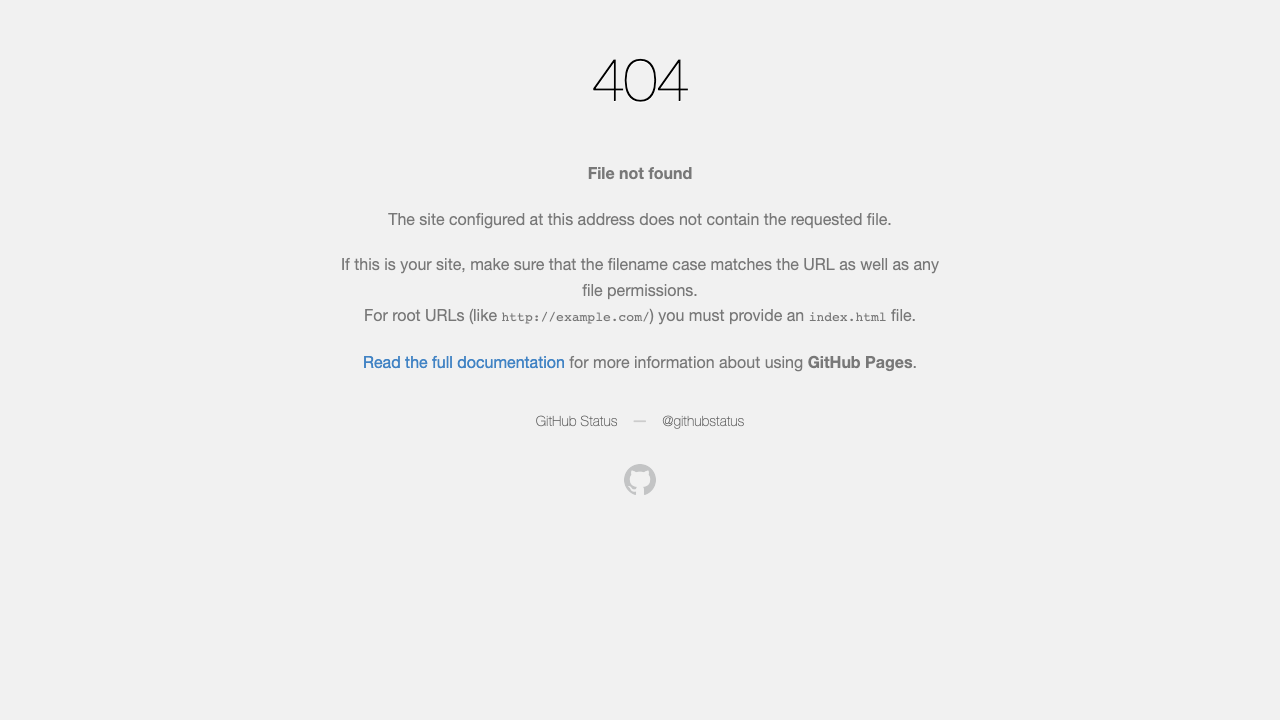 404
File not found
The site configured at this address does not contain the requested file.
If this is your site, make sure that the filename case matches the URL as well as any
file permissions.
For root URLs (like http://example.com/) you must provide an index.html file.
Read the full documentation for more information about using GitHub Pages.
GitHub Status — @githubstatus